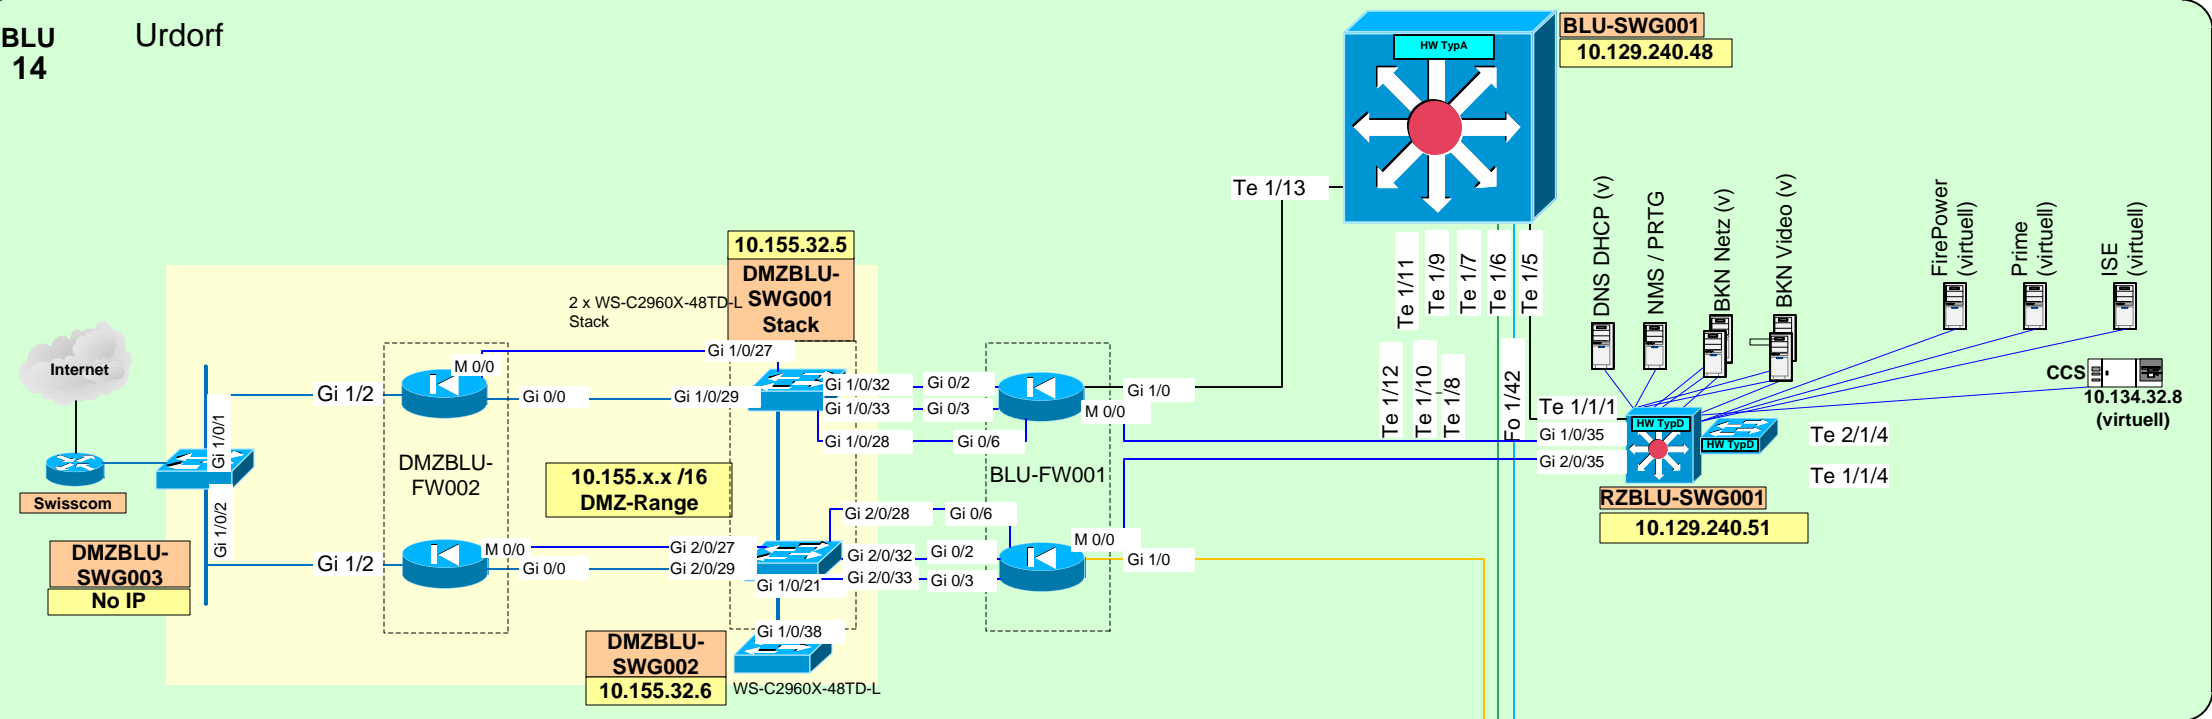 BLU
14
Urdorf
HW TypA
BLU-SWG001
10.129.240.48
Te 1/13
Te 1/11
Te 1/9
Te 1/7
Te 1/6
Te 1/5
Te 1/12
Te 1/10
Te 1/8
Fo 1/42
DNS DHCP (v)
NMS / PRTG
BKN Netz (v)
BKN Video (v)
FirePower
(virtuell)
Prime
(virtuell)
ISE
(virtuell)
CCS
10.134.32.8
(virtuell)
10.155.32.5
DMZBLU-
SWG001
Stack
2 x WS-C2960X-48TD-L
Stack
Internet
Swisscom
DMZBLU-
SWG003
No IP
Gi 1/0/1
Gi 1/0/2
Gi 1/2
Gi 1/2
M 0/0
Gi 0/0
DMZBLU-
FW002
M 0/0
Gi 0/0
Gi 1/0/27
Gi 1/0/29
10.155.x.x /16
DMZ-Range
Gi 2/0/27
Gi 2/0/29
Gi 1/0/21
Gi 1/0/38
DMZBLU-
SWG002
10.155.32.6
WS-C2960X-48TD-L
Gi 1/0/32
Gi 0/2
Gi 1/0/33
Gi 0/3
Gi 1/0/28
Gi 0/6
BLU-FW001
Gi 2/0/28
Gi 0/6
Gi 2/0/32
Gi 0/2
Gi 2/0/33
Gi 0/3
Gi 1/0
M 0/0
M 0/0
Gi 1/0
Te 1/1/1
Gi 1/0/35
Gi 2/0/35
HW TypD
HW TypD
Te 2/1/4
Te 1/1/4
RZBLU-SWG001
10.129.240.51